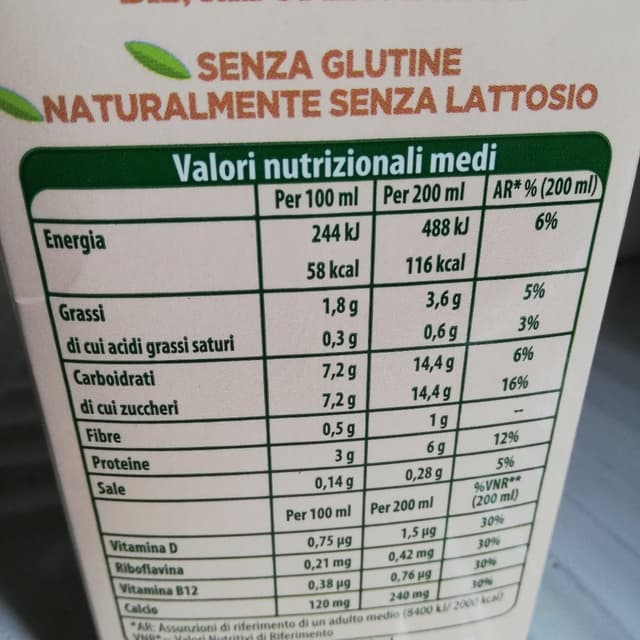 SENZA GLUTINE
NATURALMENTE SENZA LATTOSIO
Valori nutrizionali medi
Per 100 ml Per 200 ml AR* % (200 ml)
Energia 244 kJ 488 kJ 6%
58 kcal 116 kcal
Grassi 1,8 g 3,6 g 5%
di cui acidi grassi saturi 0,3 g 0,6 g 3%
Carboidrati 7,2 g 14,4 g 6%
di cui zuccheri 7,2 g 14,4 g 16%
Fibre 0,5 g 1 g --
Proteine 3 g 6 g 12%
Sale 0,14 g 0,28 g 5%
Per 100 ml Per 200 ml %VNR** (200 ml)
Vitamina D 0,75 µg 1,5 µg 30%
Riboflavina 0,21 mg 0,42 mg 30%
Vitamina B12 0,38 µg 0,76 µg 30%
Calcio 120 mg 240 mg 30%
*AR: Assunzioni di riferimento di un adulto medio (8400 kJ/ 2000 kcal)
VNR** Valori Nutritivi di Riferimento